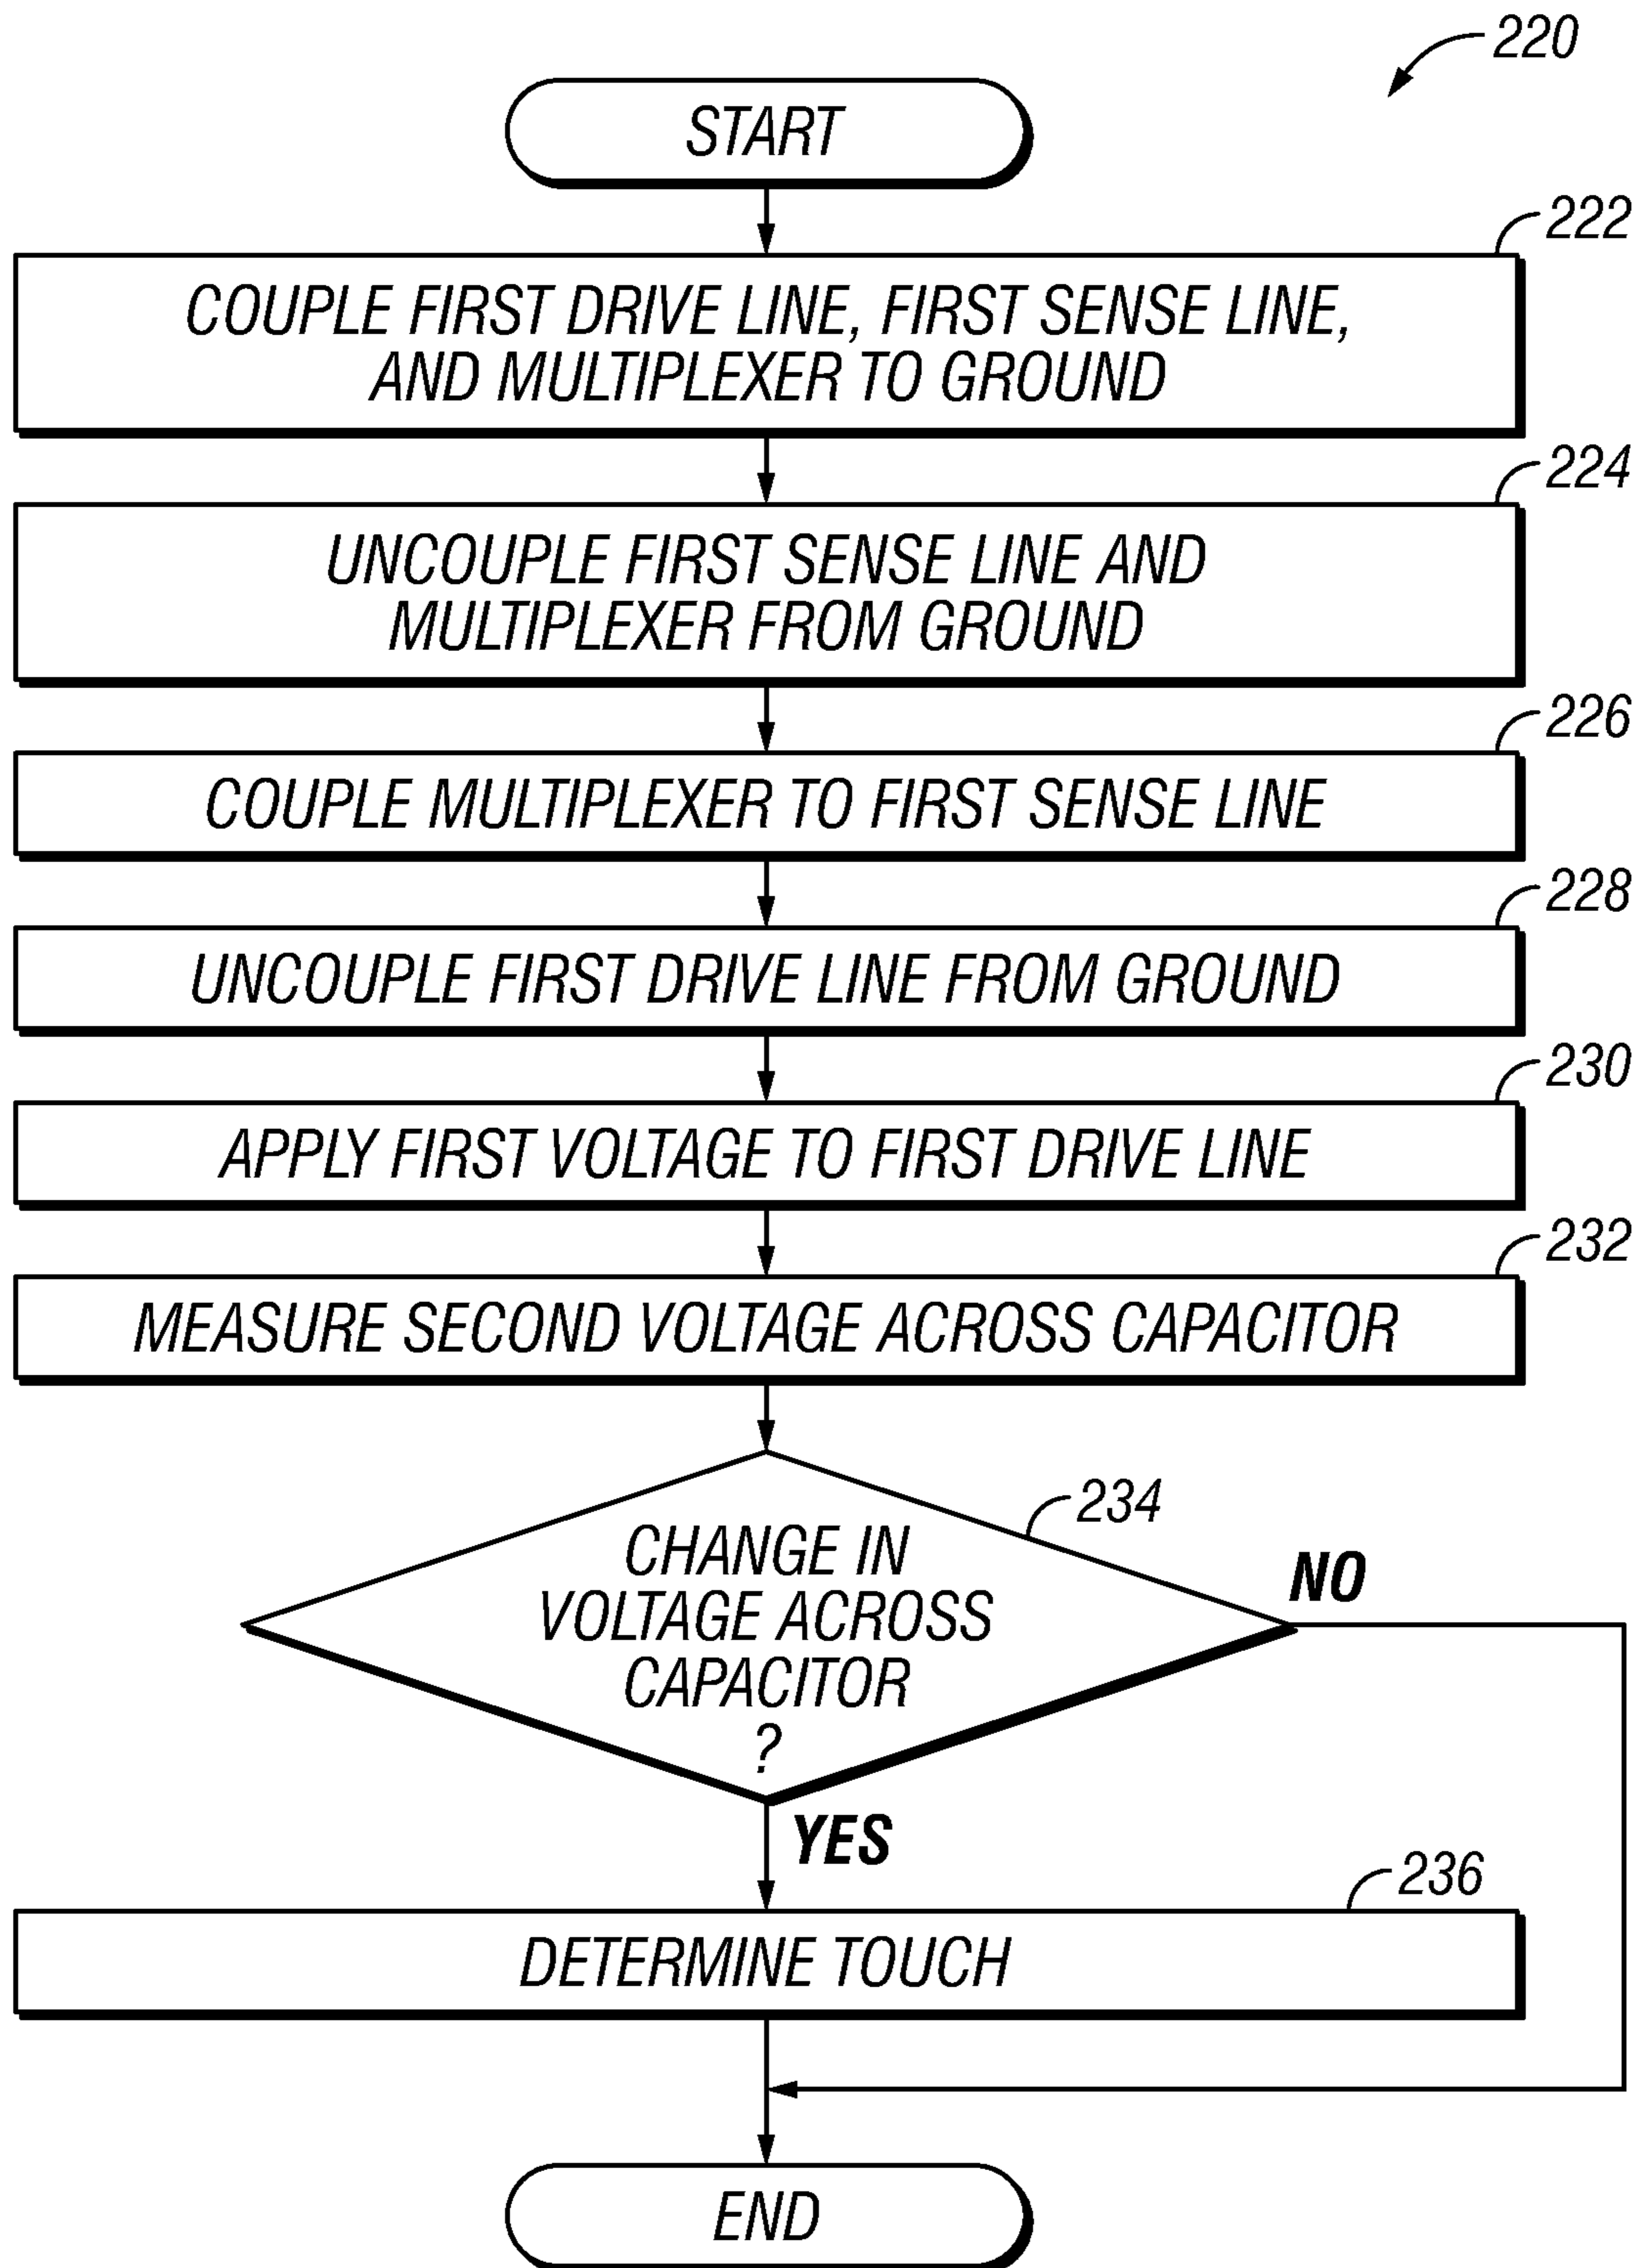 220
START
222
COUPLE FIRST DRIVE LINE, FIRST SENSE LINE,
AND MULTIPLEXER TO GROUND
224
UNCOUPLE FIRST SENSE LINE AND
MULTIPLEXER FROM GROUND
226
COUPLE MULTIPLEXER TO FIRST SENSE LINE
228
UNCOUPLE FIRST DRIVE LINE FROM GROUND
230
APPLY FIRST VOLTAGE TO FIRST DRIVE LINE
232
MEASURE SECOND VOLTAGE ACROSS CAPACITOR
234
CHANGE IN
VOLTAGE ACROSS
CAPACITOR
?
NO
YES
236
DETERMINE TOUCH
END